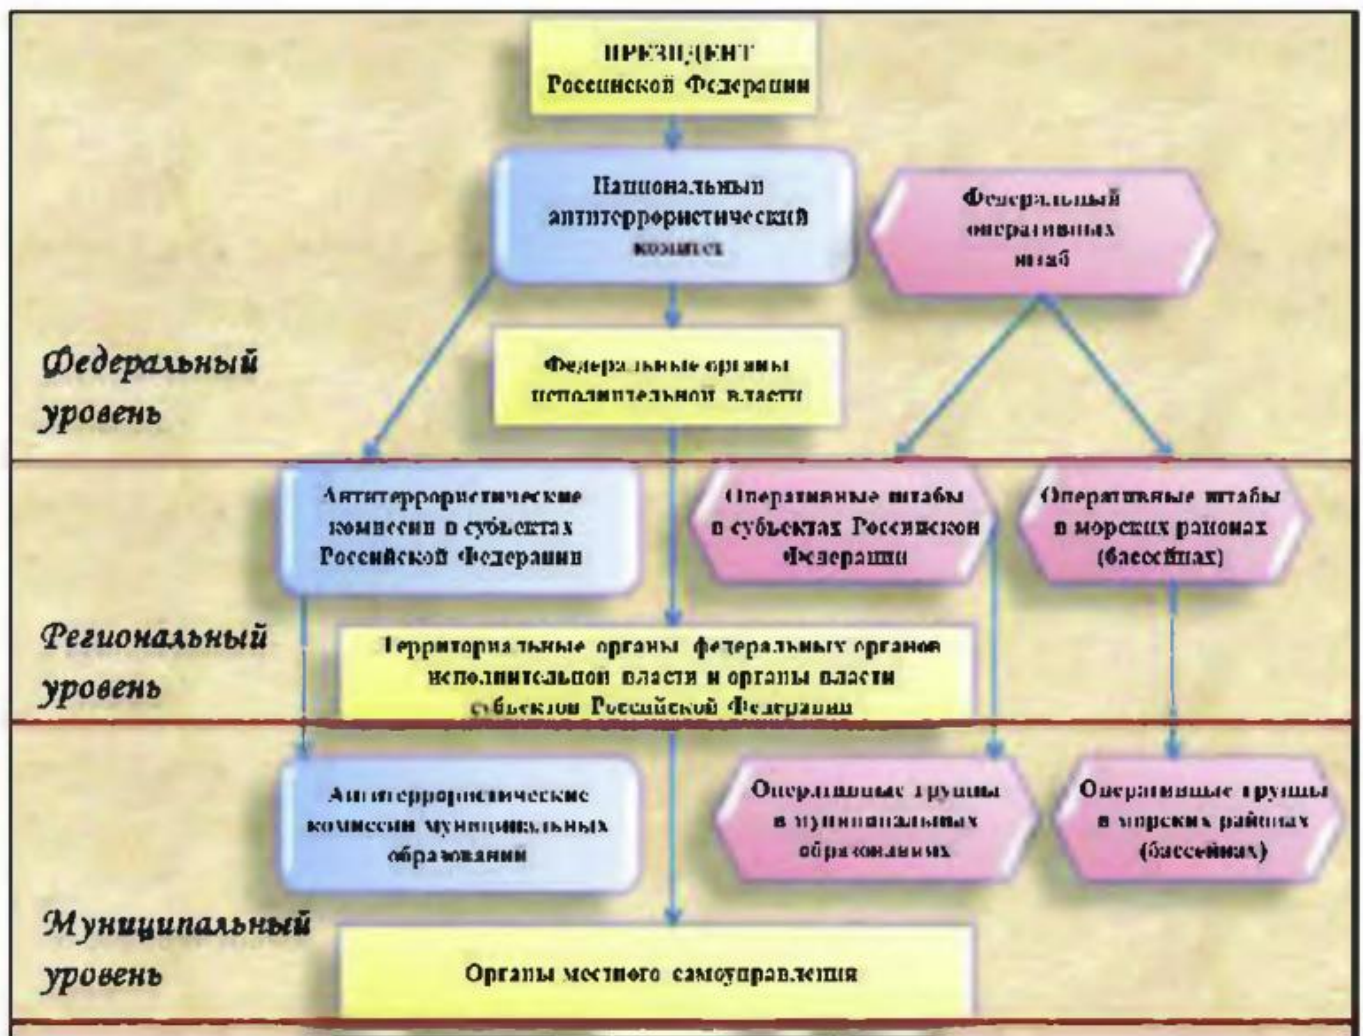 ПРЕЗИДЕНТ
Российской Федерации
Национальный
антитеррористический
комитет
Федеральный
оперативных
штаб
Федеральный
уровень
Федеральные органы
исполнительной власти
Антитеррористические
комиссии в субъектах
Российской Федерации
Оперативные штабы
в субъектах Российской
Федерации
Оперативные штабы
в морских районах
(бассейнах)
Региональный
уровень
Территориальные органы федеральных органов
исполнительной власти и органы власти
субъектов Российской Федерации
Антитеррористические
комиссии муниципальных
образований
Оперативные группы
в муниципальных
образованиях
Оперативные группы
в морских районах
(бассейнах)
Муниципальный
уровень
Органы местного самоуправления